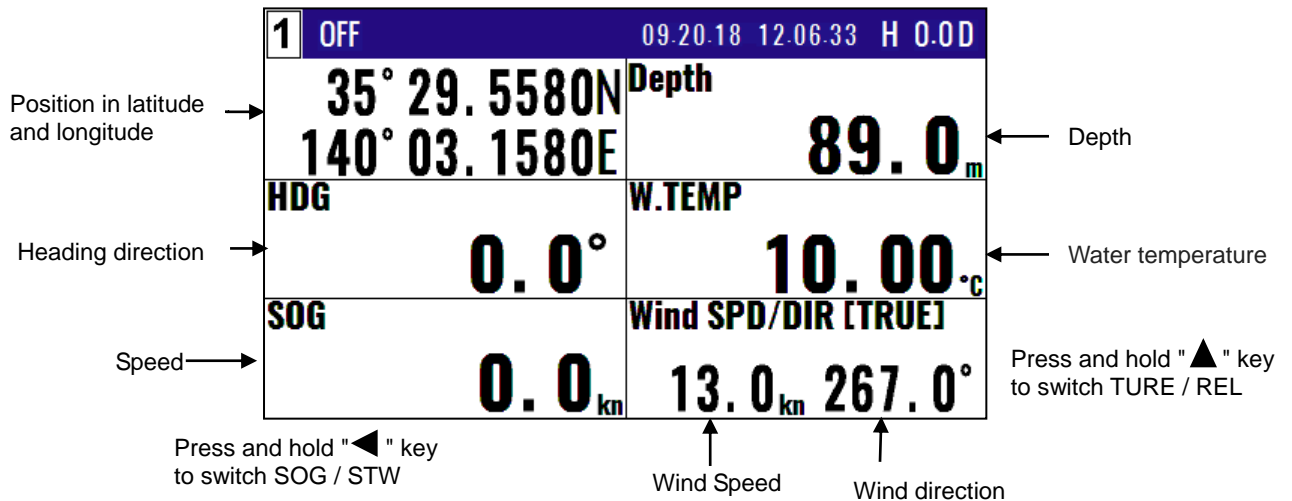 1 OFF 09-20-18 12-06-33 H 0.0D
Position in latitude
and longitude
35° 29. 5580N
140° 03. 1580E
Depth
89. 0m
Depth
HDG
0. 0°
Heading direction
W.TEMP
10. 00°C
Water temperature
SOG
0. 0kn
Speed
Wind SPD/DIR [TRUE]
13. 0kn 267. 0°
Press and hold "▲" key
to switch TURE / REL
Press and hold "◀" key
to switch SOG / STW
Wind Speed
Wind direction